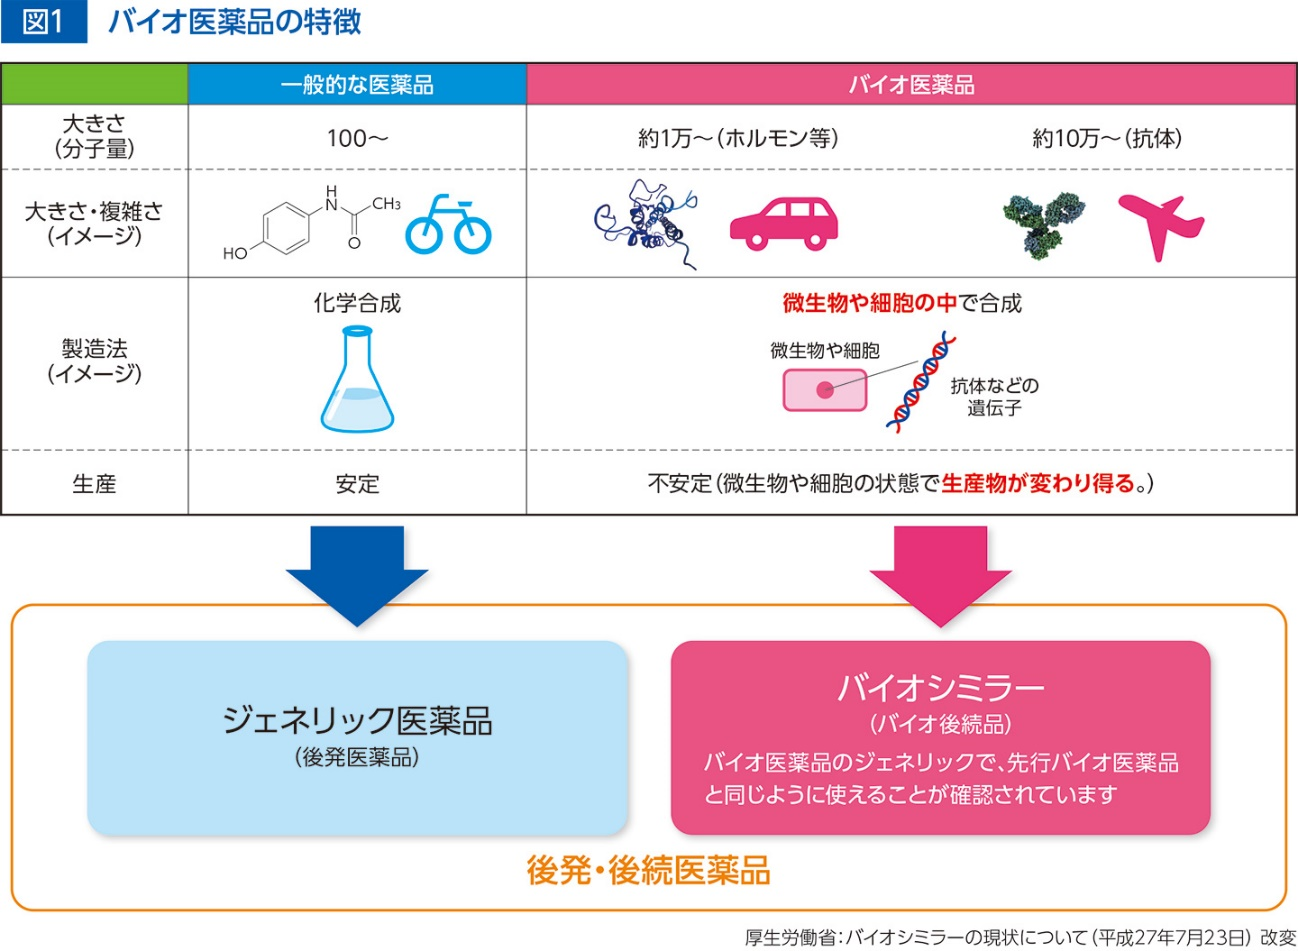 図1 バイオ医薬品の特徴
一般的な医薬品 バイオ医薬品
大きさ
(分子量)
100〜 約1万〜(ホルモン等) 約10万〜(抗体)
大きさ・複雑さ
(イメージ)
H
N
CH₃
O
HO
製造法
(イメージ)
化学合成
微生物や細胞の中で合成
微生物や細胞
抗体などの
遺伝子
生産 安定 不安定(微生物や細胞の状態で生産物が変わり得る。)
ジェネリック医薬品
(後発医薬品)
バイオシミラー
(バイオ後続品)
バイオ医薬品のジェネリックで、先行バイオ医薬品
と同じように使えることが確認されています
後発・後続医薬品
厚生労働省:バイオシミラーの現状について(平成27年7月23日) 改変